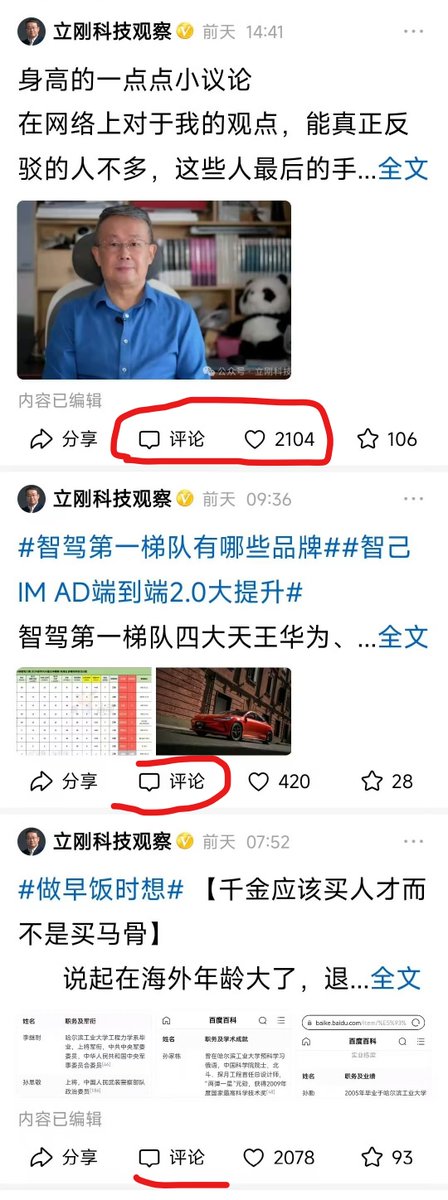 立刚科技观察 前天 14:41
身高的一点点小议论
在网络上对于我的观点，能真正反
驳的人不多，这些人最后的手...全文
公众号·立刚科技
内容已编辑
分享 评论 2104 106
立刚科技观察 前天 09:36
#智驾第一梯队有哪些品牌##智己
IM AD端到端2.0大提升#
智驾第一梯队四大天王华为、...全文
分享 评论 420 28
立刚科技观察 前天 07:52
#做早饭时想# 【千金应该买人才而
不是买马骨】
说起在海外年龄大了，退...全文
姓名 职务及军衔
李继耐 哈尔滨工业大学工程力学系毕
业，上将军衔，中共中央军委
委员、中华人民共和国中央军
事委员会委员
孙思敬 上将，中国人民武装警察部队
政治委员
百度百科
姓名 职务及学术成就
孙家栋 曾在哈尔滨工业大学预科学习
俄语，中国科学院院士，北
斗、探月工程首任总设计师，
“两弹一星”元勋，获得2009年
度国家最高科学技术奖
baike.baidu.com/item/%E5%93%
百度百科
姓名 职务及业绩
孙勤 2005年毕业于哈尔滨工业大
内容已编辑
分享 评论 2078 93